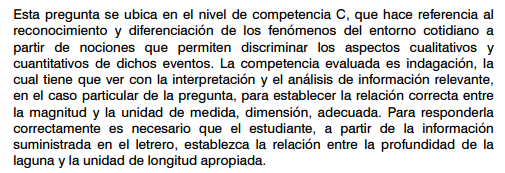 Esta pregunta se ubica en el nivel de competencia C, que hace referencia al
reconocimiento y diferenciación de los fenómenos del entorno cotidiano a
partir de nociones que permiten discriminar los aspectos cualitativos y
cuantitativos de dichos eventos. La competencia evaluada es indagación, la
cual tiene que ver con la interpretación y el análisis de información relevante,
en el caso particular de la pregunta, para establecer la relación correcta entre
la magnitud y la unidad de medida, dimensión, adecuada. Para responderla
correctamente es necesario que el estudiante, a partir de la información
suministrada en el letrero, establezca la relación entre la profundidad de la
laguna y la unidad de longitud apropiada.